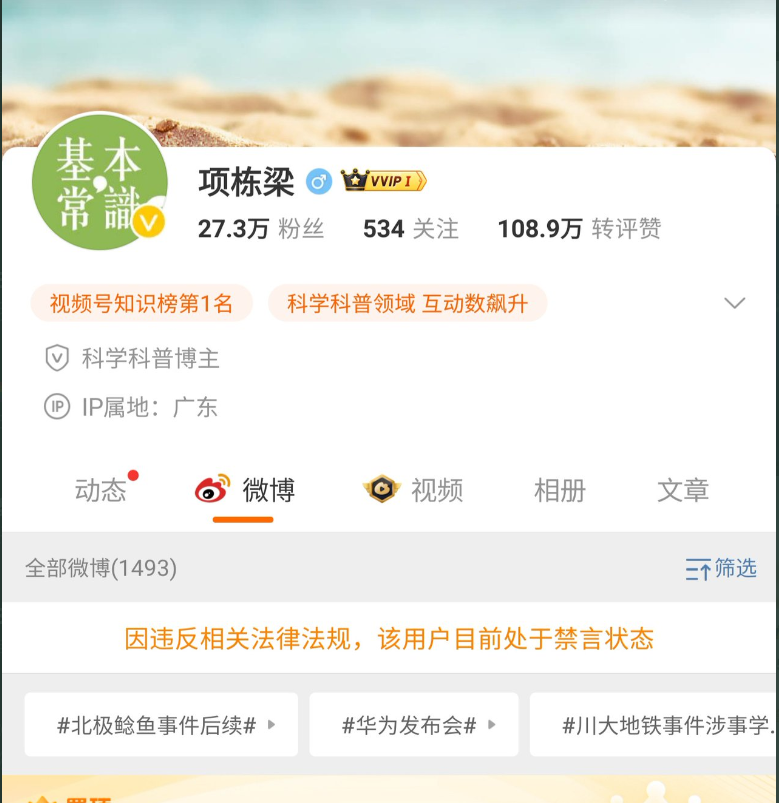 基本
常識
项栋梁 VVIP I
27.3万 粉丝 534 关注 108.9万 转评赞
视频号知识榜第1名 科学科普领域 互动数飙升
科学科普博主
IP IP属地：广东
动态 微博 视频 相册 文章
全部微博(1493) 筛选
因违反相关法律法规，该用户目前处于禁言状态
#北极鲶鱼事件后续# #华为发布会# #川大地铁事件涉事学...